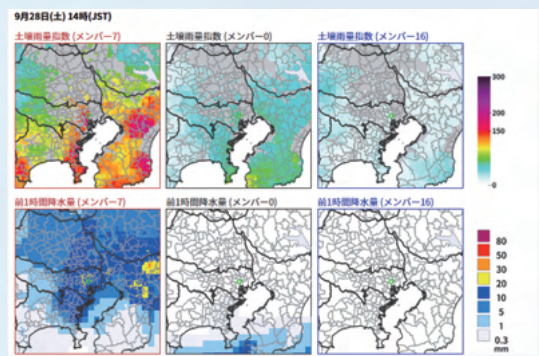 9月28日(土) 14時(JST)
土壌雨量指数 (メンバー7)
土壌雨量指数 (メンバー0)
土壌雨量指数 (メンバー16)
300
200
150
100
0
前1時間降水量 (メンバー7)
前1時間降水量 (メンバー0)
前1時間降水量 (メンバー16)
80
50
30
20
10
5
1
0.3
mm